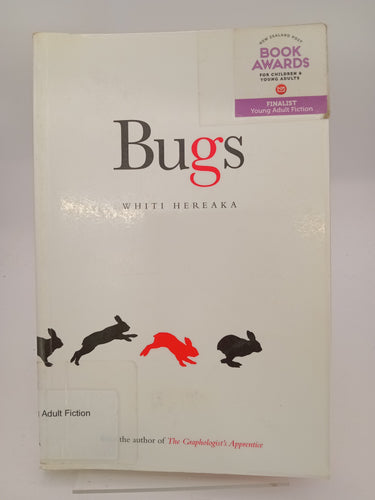 NEW ZEALAND POST
BOOK
AWARDS
FOR CHILDREN &
YOUNG ADULTS
FINALIST
Young Adult Fiction
Bugs
WHITI HEREAKA
Adult Fiction
the author of The Graphologist's Apprentice